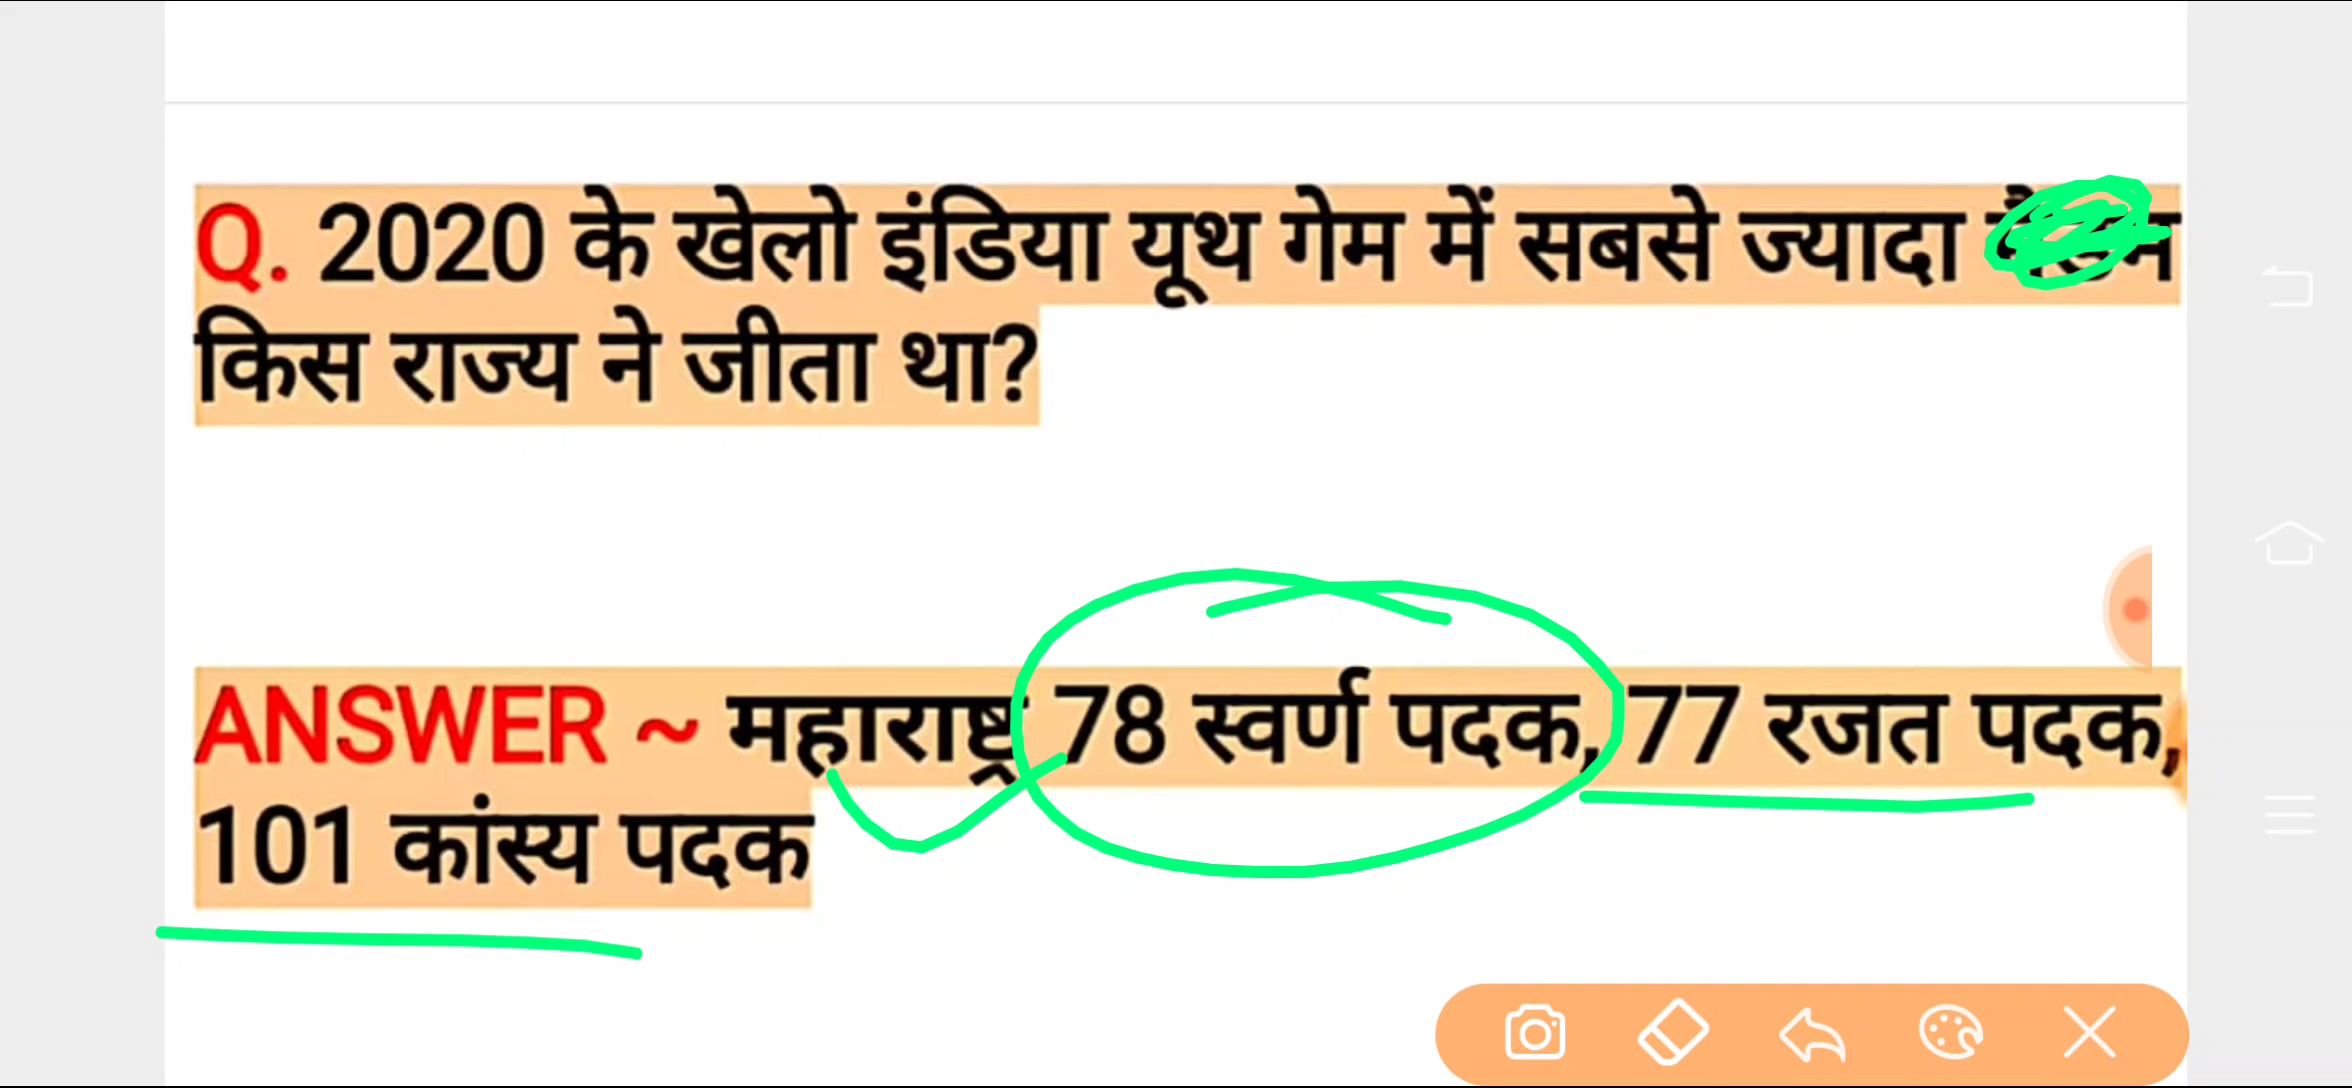 Q. 2020 के खेलो इंडिया यूथ गेम में सबसे ज्यादा
किस राज्य ने जीता था?
ANSWER ~ महाराष्ट्र 78 स्वर्ण पदक, 77 रजत पदक,
101 कांस्य पदक